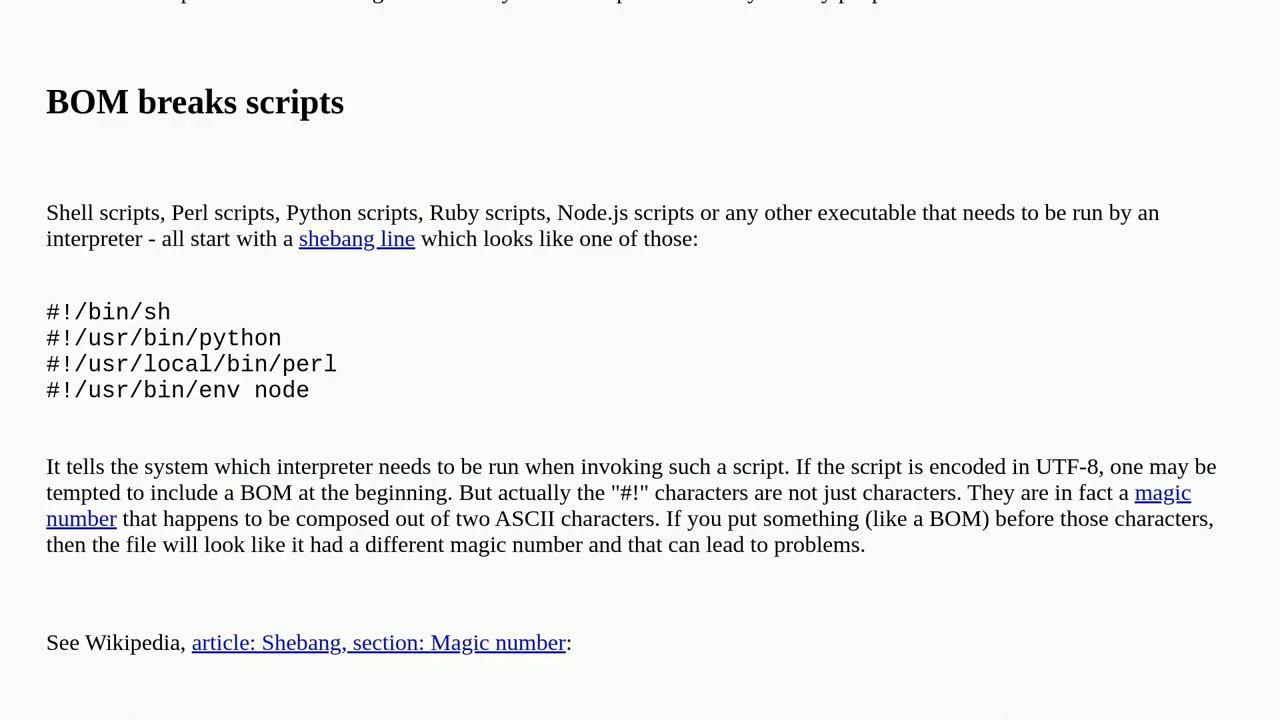 BOM breaks scripts
Shell scripts, Perl scripts, Python scripts, Ruby scripts, Node.js scripts or any other executable that needs to be run by an
interpreter - all start with a shebang line which looks like one of those:
#!/bin/sh
#!/usr/bin/python
#!/usr/local/bin/perl
#!/usr/bin/env node
It tells the system which interpreter needs to be run when invoking such a script. If the script is encoded in UTF-8, one may be
tempted to include a BOM at the beginning. But actually the "#!" characters are not just characters. They are in fact a magic
number that happens to be composed out of two ASCII characters. If you put something (like a BOM) before those characters,
then the file will look like it had a different magic number and that can lead to problems.
See Wikipedia, article: Shebang, section: Magic number: